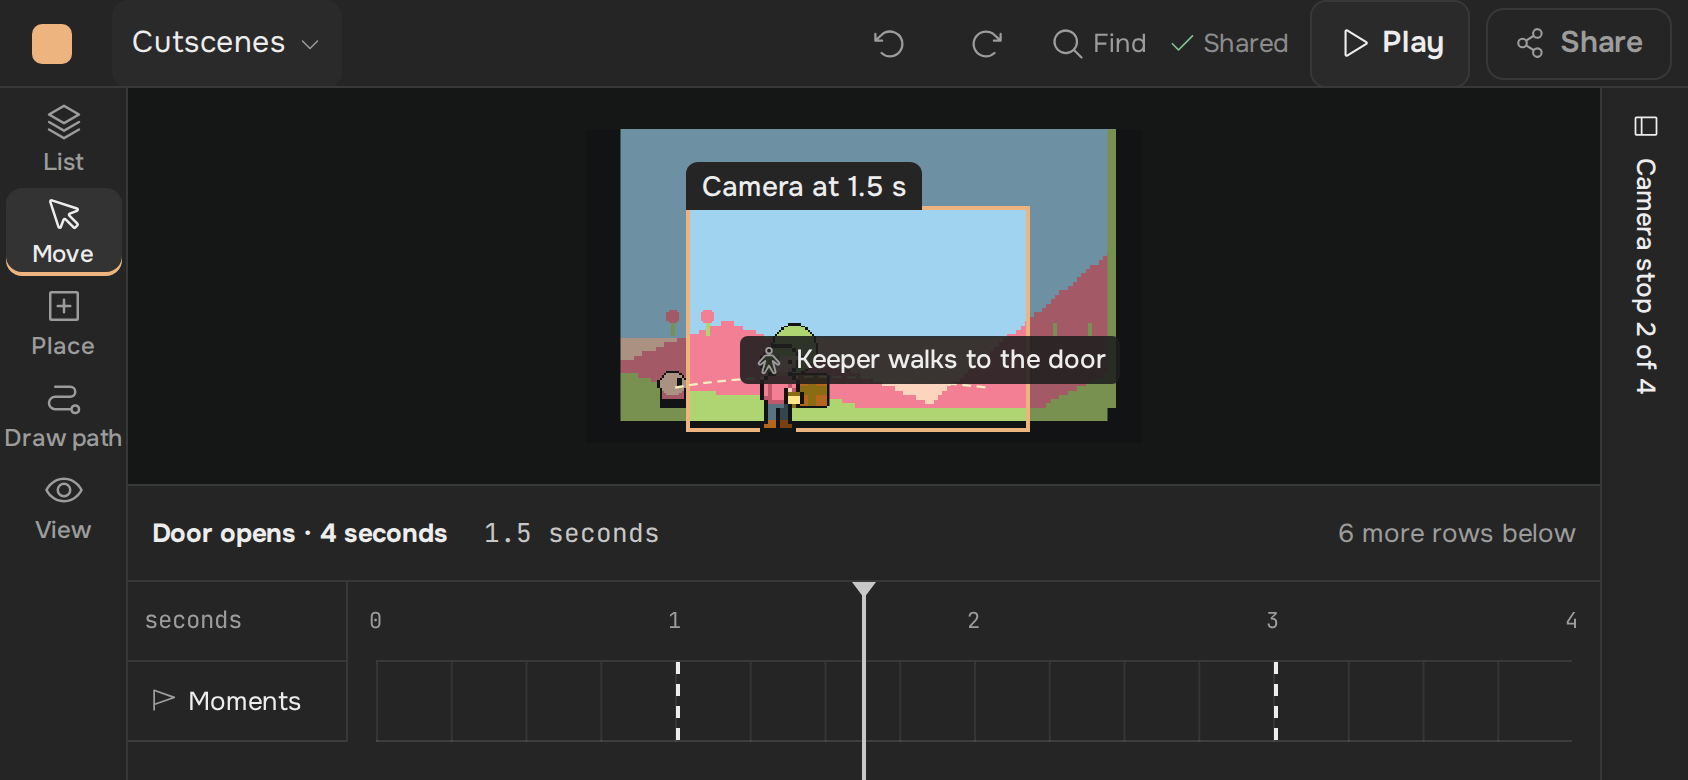 Cutscenes
Find
Shared
Play
Share
List
Move
Place
Draw path
View
Camera at 1.5 s
Keeper walks to the door
Camera stop 2 of 4
Door opens · 4 seconds
1.5 seconds
6 more rows below
seconds
0 1 2 3 4
Moments